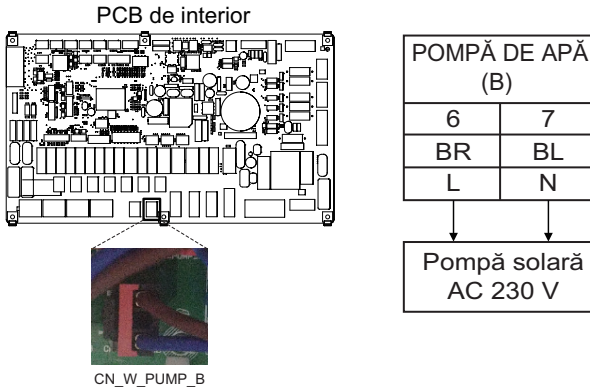 PCB de interior
CN_W_PUMP_B
POMPĂ DE APĂ
(B)
6 7
BR BL
L N
Pompă solară
AC 230 V